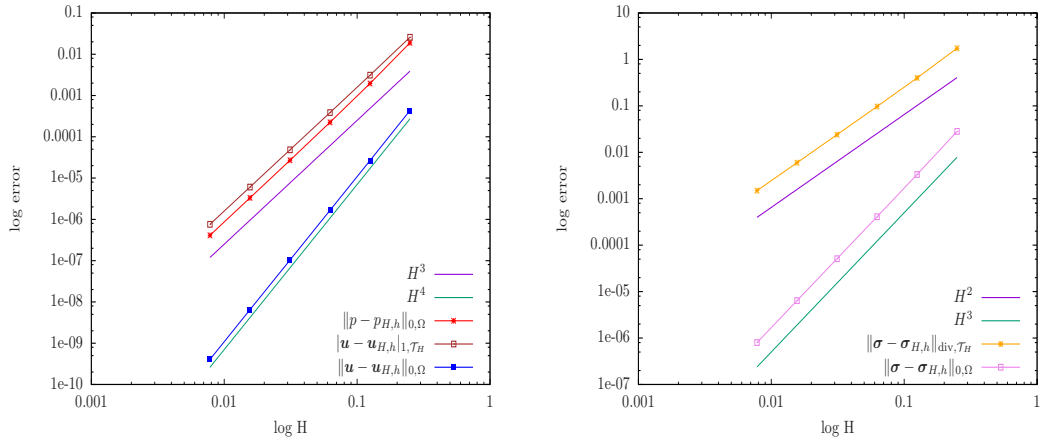 0.1
0.01
0.001
0.0001
1e-05
1e-06
1e-07
1e-08
1e-09
1e-10
0.001
0.01
0.1
1
log error
log H
H^3
H^4
‖p − p_{H,h}‖_{0,Ω}
|𝒖 − 𝒖_{H,h}|_{1,𝒯_H}
‖𝒖 − 𝒖_{H,h}‖_{0,Ω}
10
1
0.1
0.01
0.001
0.0001
1e-05
1e-06
1e-07
0.001
0.01
0.1
1
log error
log H
H^2
H^3
‖𝝈 − 𝝈_{H,h}‖_{div,𝒯_H}
‖𝝈 − 𝝈_{H,h}‖_{0,Ω}